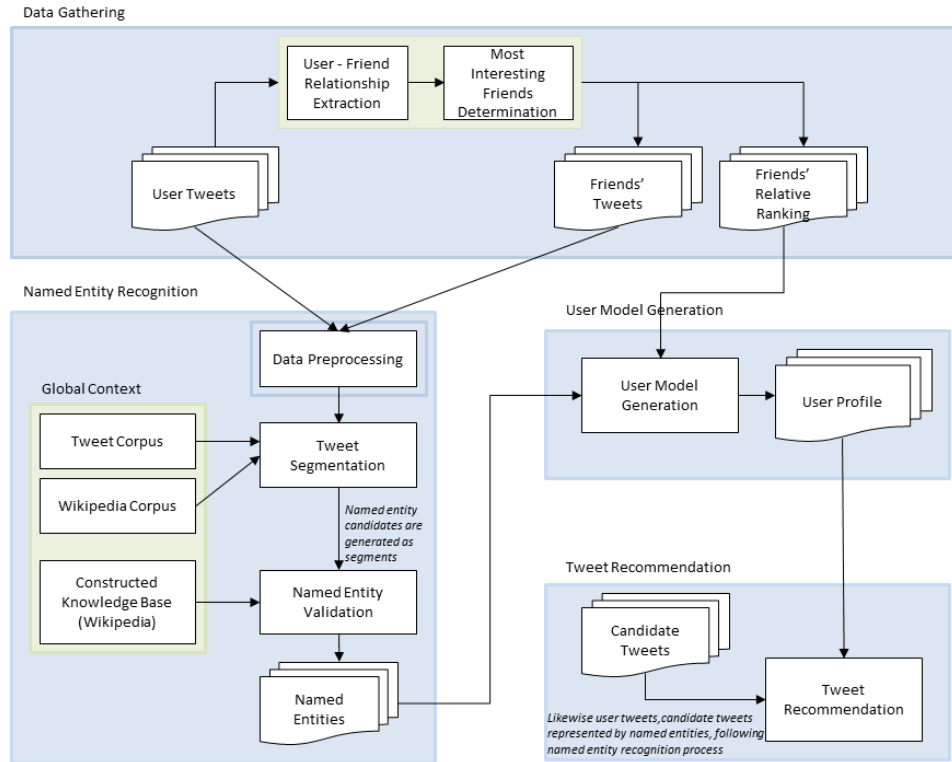 Data Gathering
User - Friend
Relationship
Extraction
Most
Interesting
Friends
Determination
User Tweets
Friends'
Tweets
Friends'
Relative
Ranking
Named Entity Recognition
Data Preprocessing
Global Context
Tweet Corpus
Wikipedia Corpus
Constructed
Knowledge Base
(Wikipedia)
Tweet
Segmentation
Named entity
candidates are
generated as
segments
Named Entity
Validation
Named
Entities
User Model Generation
User Model
Generation
User Profile
Tweet Recommendation
Candidate
Tweets
Tweet
Recommendation
Likewise user tweets,candidate tweets
represented by named entities, following
named entity recognition process